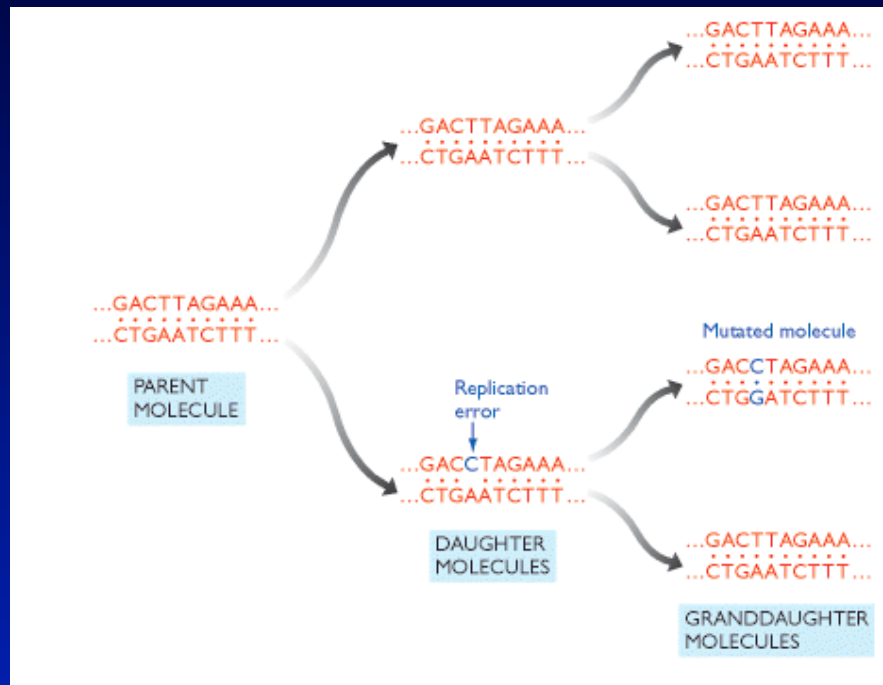 ...GACTTAGAAA...
...CTGAATCTTT...
...GACTTAGAAA...
...CTGAATCTTT...
...GACTTAGAAA...
...CTGAATCTTT...
...GACTTAGAAA...
...CTGAATCTTT...
PARENT
MOLECULE
Mutated molecule
...GACCTAGAAA...
...CTGGATCTTT...
Replication
error
...GACCTAGAAA...
...CTGAATCTTT...
DAUGHTER
MOLECULES
...GACTTAGAAA...
...CTGAATCTTT...
GRANDDAUGHTER
MOLECULES